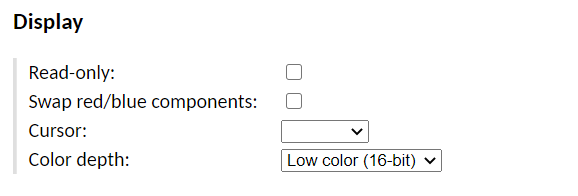 Display
Read-only:
Swap red/blue components:
Cursor:
Color depth: Low color (16-bit)